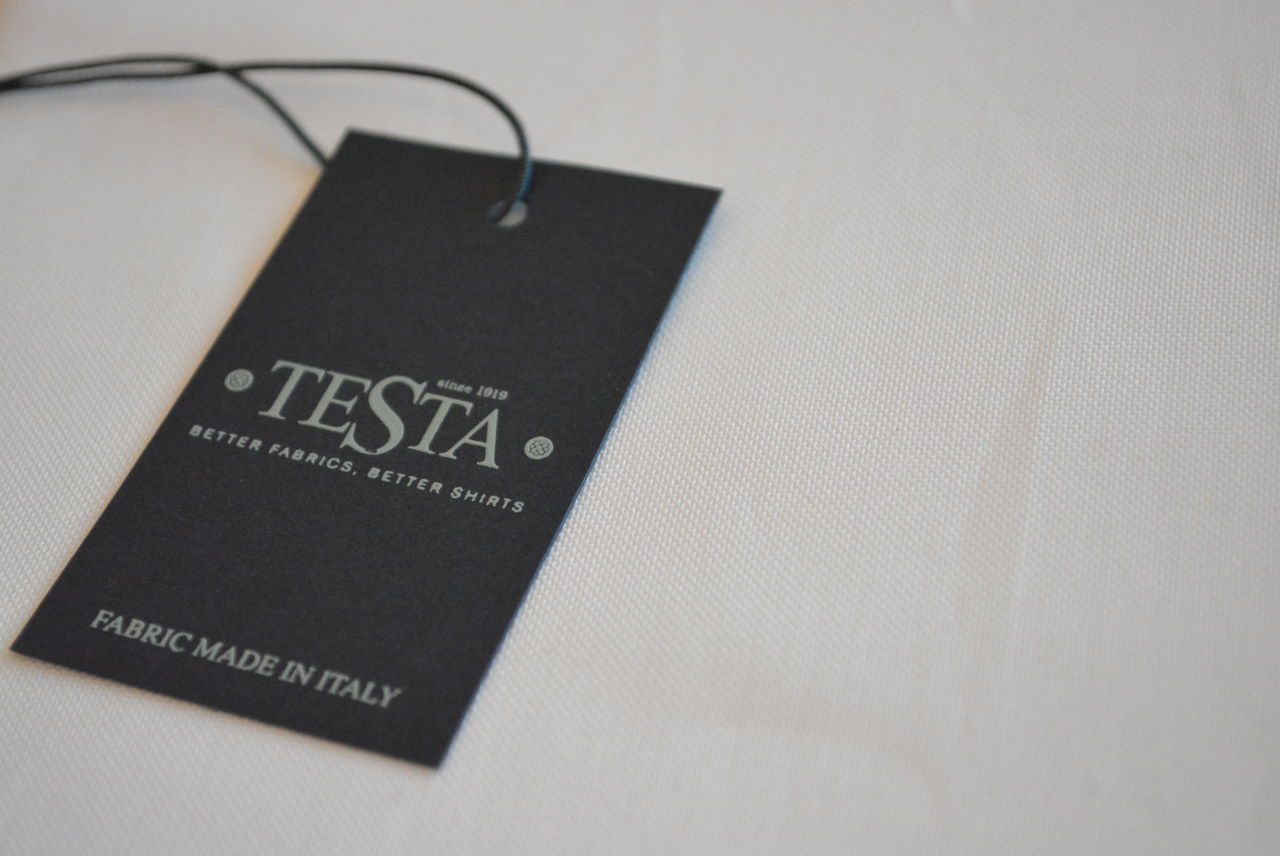 since 1919
TESTA
BETTER FABRICS, BETTER SHIRTS
FABRIC MADE IN ITALY